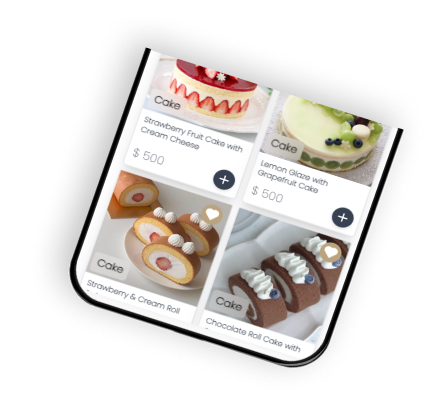 Cake
Strawberry Fruit Cake with
Cream Cheese
$ 500
+
Cake
Lemon Glaze with
Grapefruit Cake
$ 500
+
Cake
Strawberry & Cream Roll
Cake
Chocolate Roll Cake with